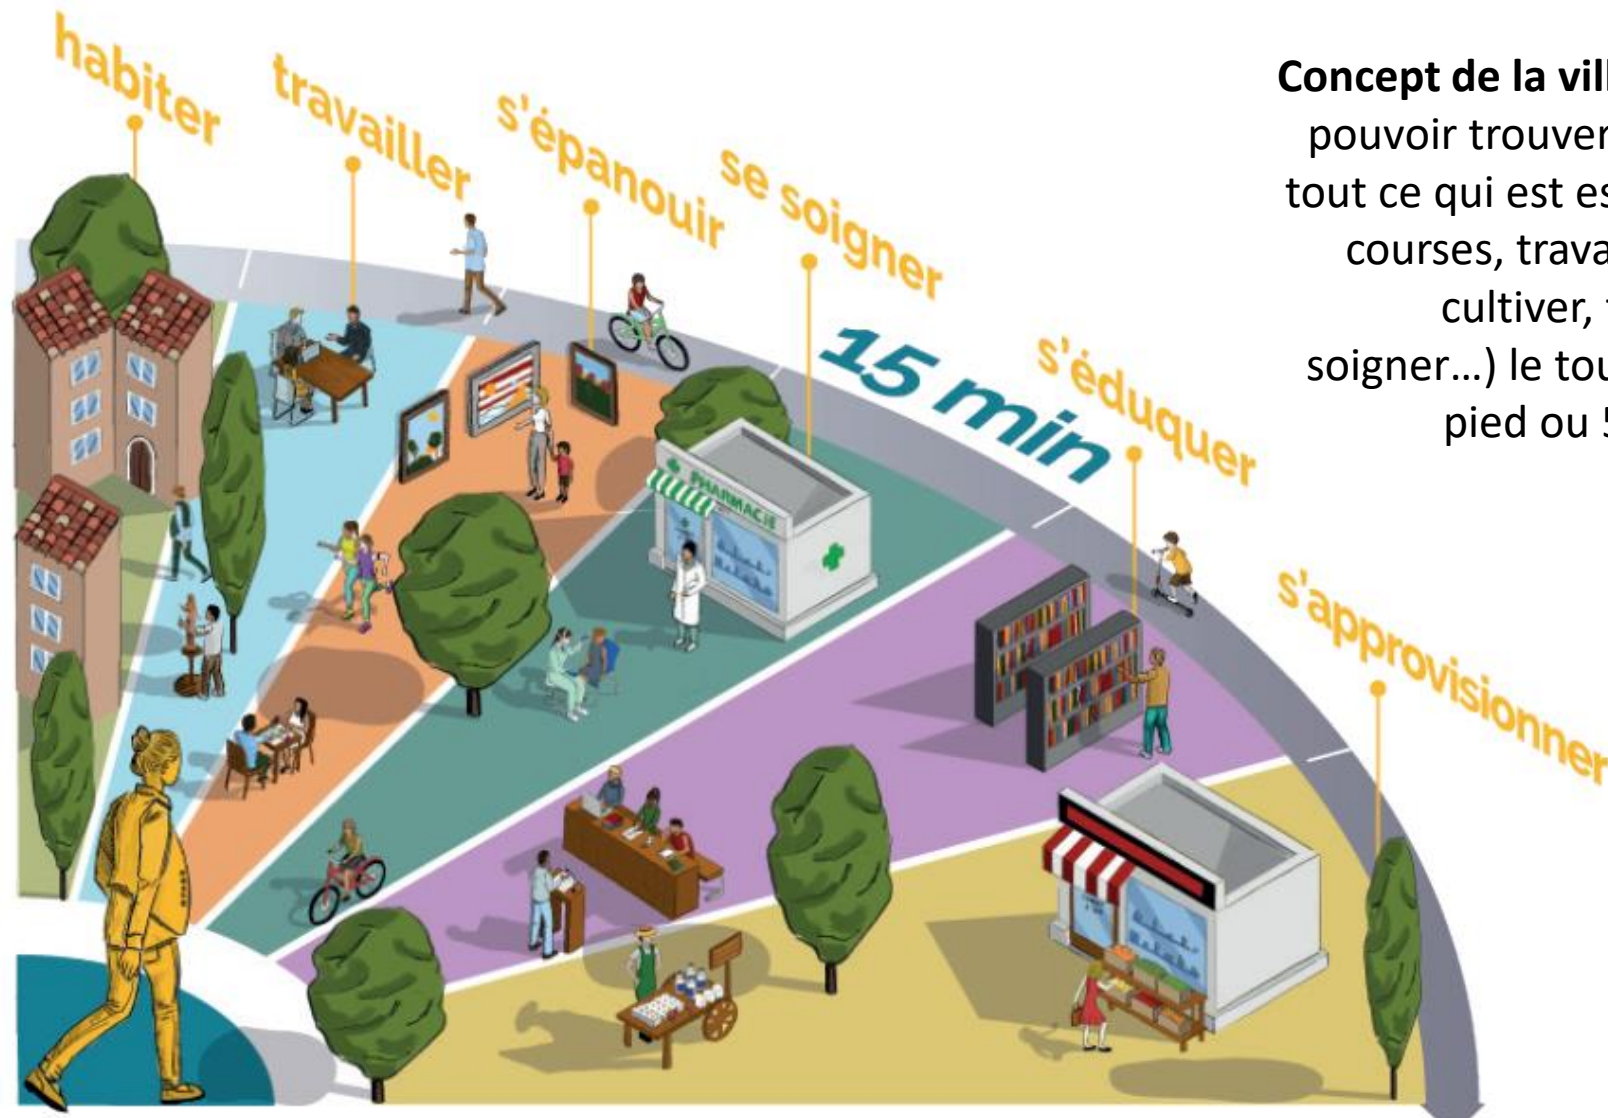 habiter
travailler
s'épanouir
se soigner
15 min
s'éduquer
s'approvisionner
PHARMACIE
Concept de la vill
pouvoir trouver
tout ce qui est es
courses, trava
cultiver,
soigner...) le tou
pied ou 5